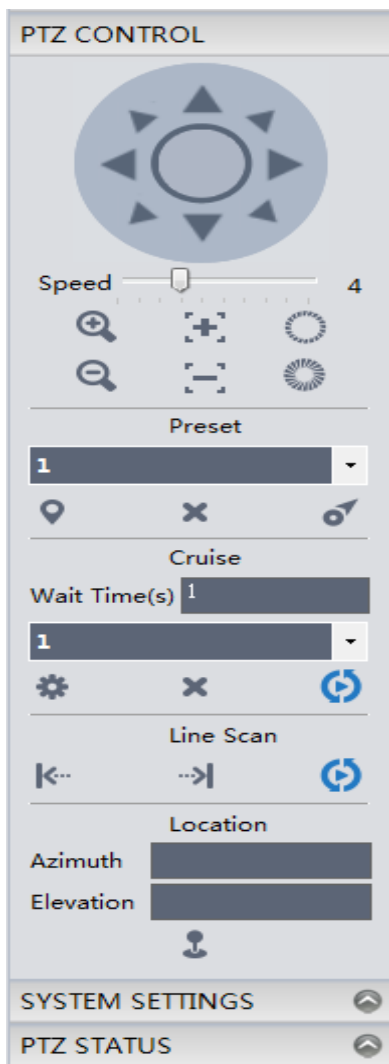 PTZ CONTROL
Speed 4
Preset
1
Cruise
Wait Time(s) 1
1
Line Scan
Location
Azimuth
Elevation
SYSTEM SETTINGS
PTZ STATUS